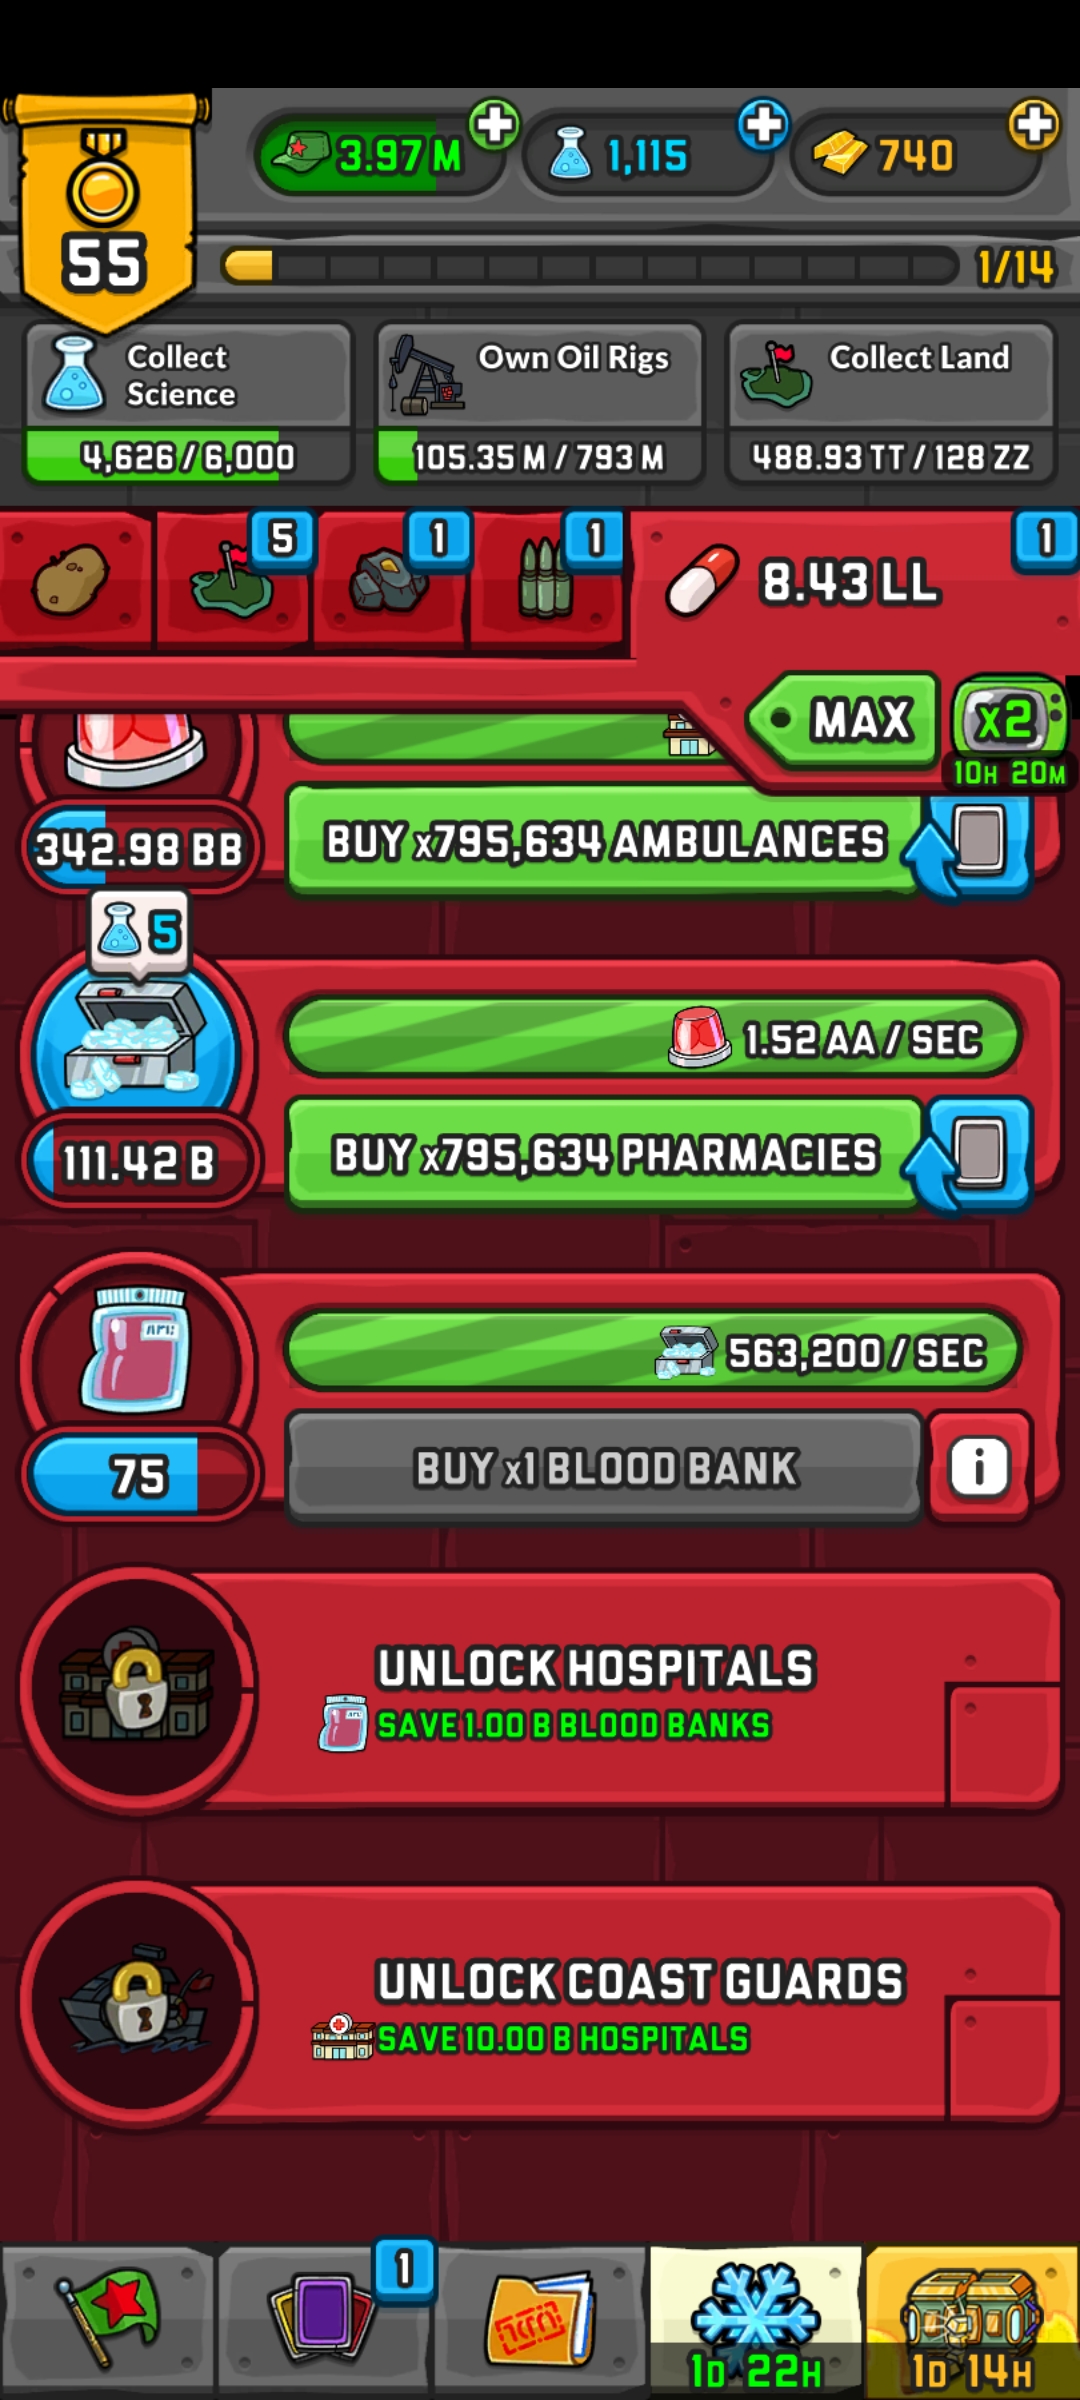 3.97 M
1,115
740
55
1/14
Collect
Science
4,626 / 6,000
Own Oil Rigs
105.35 M / 793 M
Collect Land
488.93 TT / 128 ZZ
5
1
1
8.43 LL
1
MAX
x2
10H 20M
342.98 BB
BUY x795,634 AMBULANCES
5
1.52 AA / SEC
111.42 B
BUY x795,634 PHARMACIES
563,200 / SEC
75
BUY x1 BLOOD BANK
i
UNLOCK HOSPITALS
SAVE 1.00 B BLOOD BANKS
UNLOCK COAST GUARDS
SAVE 10.00 B HOSPITALS
1
1D 22H
1D 14H